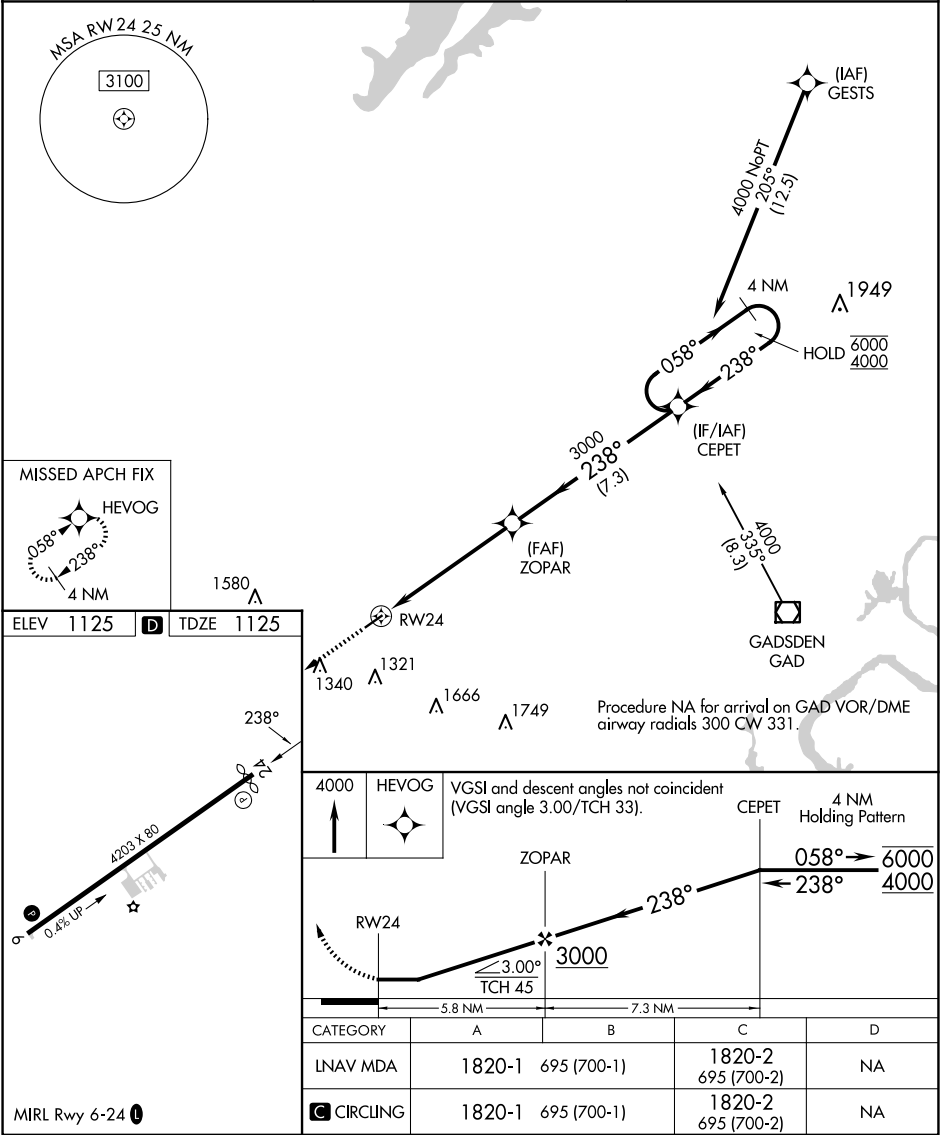 MSA RW24 25 NM
3100
(IAF)
GESTS
4000 NoPT
205°
(12.5)
4 NM
1949
058°
238°
HOLD 6000
4000
(IF/IAF)
CEPET
3000
238°
(7.3)
(FAF)
ZOPAR
4000
335°
(8.3)
GADSDEN
GAD
MISSED APCH FIX
HEVOG
058°
238°
4 NM
1580
RW24
1340
1321
1666
1749
Procedure NA for arrival on GAD VOR/DME
airway radials 300 CW 331.
ELEV 1125 D TDZE 1125
238°
24
P
4203 X 80
P
0.4% UP
6
MIRL Rwy 6-24 L
4000
HEVOG
VGSI and descent angles not coincident
(VGSI angle 3.00/TCH 33).
CEPET
4 NM
Holding Pattern
ZOPAR
058°
6000
238°
4000
238°
RW24
3000
3.00°
TCH 45
5.8 NM
7.3 NM
CATEGORY A B C D
LNAV MDA 1820-1 695 (700-1) 1820-2 695 (700-2) NA
C CIRCLING 1820-1 695 (700-1) 1820-2 695 (700-2) NA